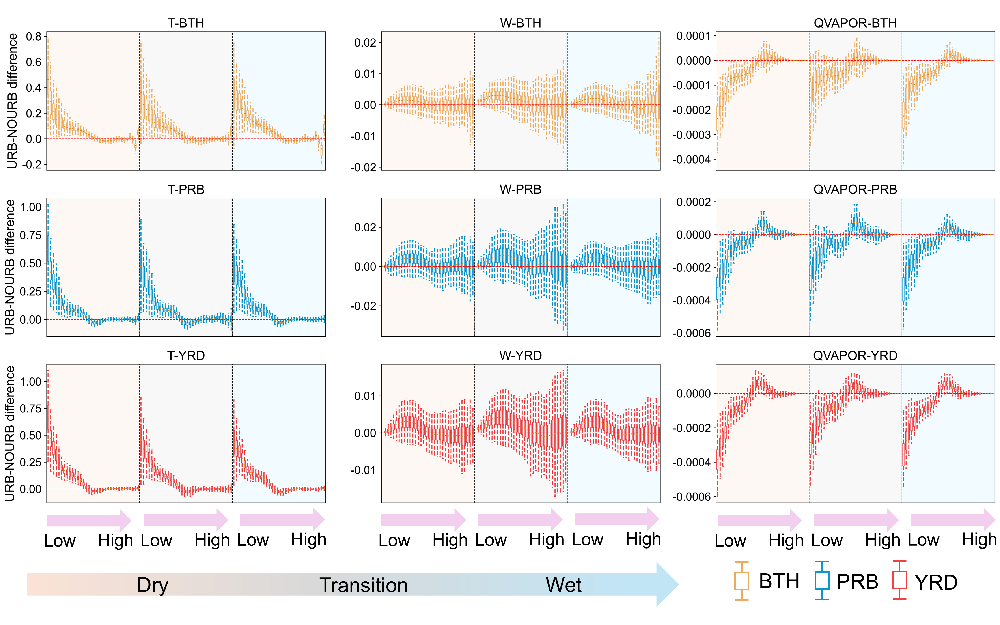 T-BTH
W-BTH
QVAPOR-BTH
URB-NOURB difference
0.8
0.6
0.4
0.2
0.0
-0.2
0.02
0.01
0.00
-0.01
-0.02
0.0001
0.0000
-0.0001
-0.0002
-0.0003
-0.0004
T-PRB
W-PRB
QVAPOR-PRB
URB-NOURB difference
1.00
0.75
0.50
0.25
0.00
0.02
0.00
-0.02
0.0002
0.0000
-0.0002
-0.0004
-0.0006
T-YRD
W-YRD
QVAPOR-YRD
URB-NOURB difference
1.00
0.75
0.50
0.25
0.00
0.01
0.00
-0.01
0.0000
-0.0002
-0.0004
-0.0006
Low High Low High Low High
Low High Low High Low High
Low High Low High Low High
Dry Transition Wet
BTH PRB YRD